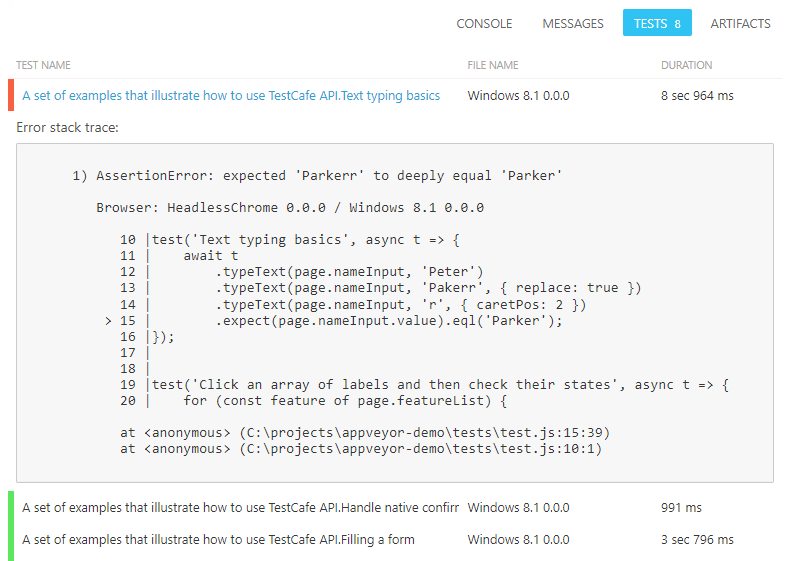 CONSOLE MESSAGES TESTS 8 ARTIFACTS
TEST NAME FILE NAME DURATION
A set of examples that illustrate how to use TestCafe API.Text typing basics Windows 8.1 0.0.0 8 sec 964 ms
Error stack trace:
1) AssertionError: expected 'Parkerr' to deeply equal 'Parker'
Browser: HeadlessChrome 0.0.0 / Windows 8.1 0.0.0
10 |test('Text typing basics', async t => {
11 |    await t
12 |        .typeText(page.nameInput, 'Peter')
13 |        .typeText(page.nameInput, 'Pakerr', { replace: true })
14 |        .typeText(page.nameInput, 'r', { caretPos: 2 })
> 15 |        .expect(page.nameInput.value).eql('Parker');
16 |});
17 |
18 |
19 |test('Click an array of labels and then check their states', async t => {
20 |    for (const feature of page.featureList) {
at <anonymous> (C:\projects\appveyor-demo\tests\test.js:15:39)
at <anonymous> (C:\projects\appveyor-demo\tests\test.js:10:1)
A set of examples that illustrate how to use TestCafe API.Handle native confirr Windows 8.1 0.0.0 991 ms
A set of examples that illustrate how to use TestCafe API.Filling a form Windows 8.1 0.0.0 3 sec 796 ms